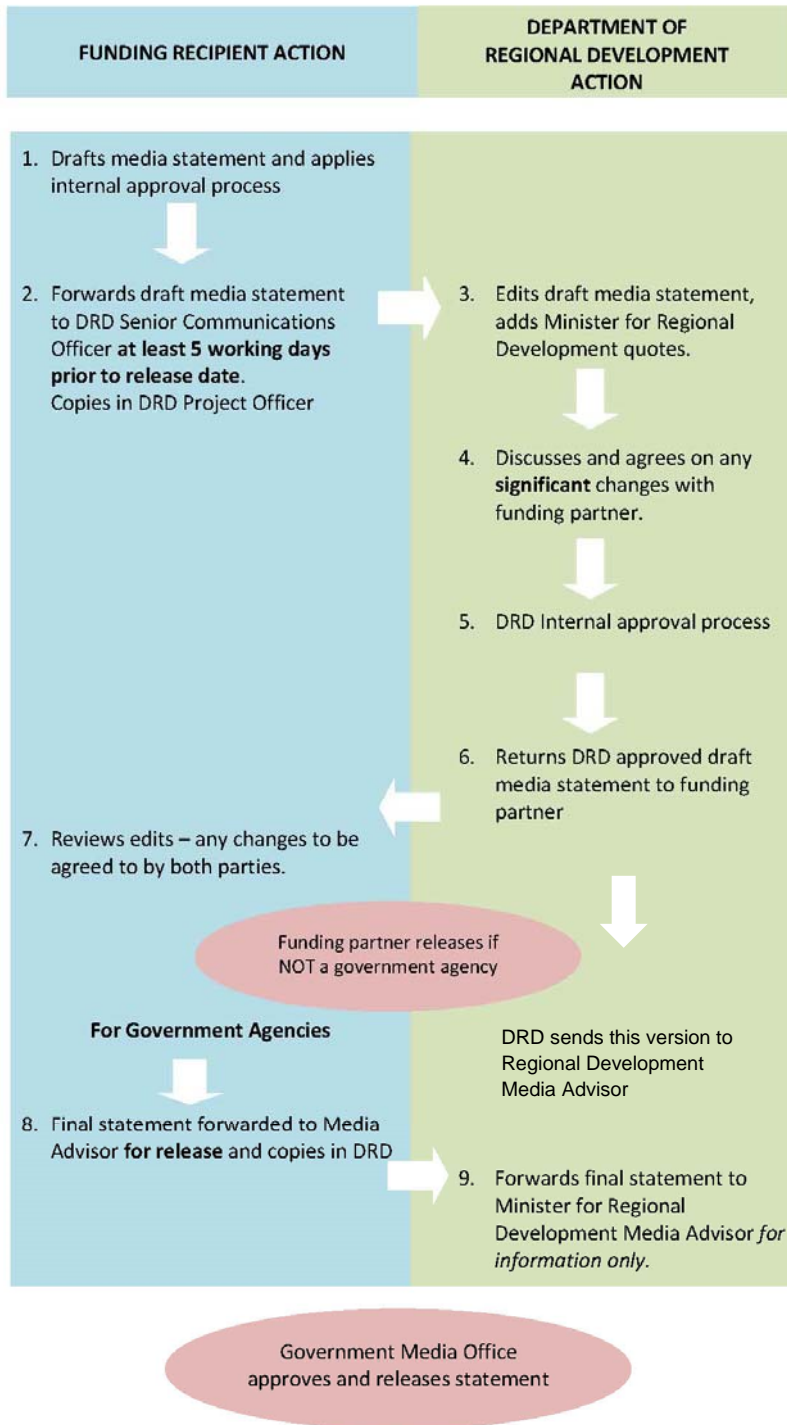 FUNDING RECIPIENT ACTION
DEPARTMENT OF
REGIONAL DEVELOPMENT
ACTION
1. Drafts media statement and applies
internal approval process
2. Forwards draft media statement
to DRD Senior Communications
Officer at least 5 working days
prior to release date.
Copies in DRD Project Officer
3. Edits draft media statement,
adds Minister for Regional
Development quotes.
4. Discusses and agrees on any
significant changes with
funding partner.
5. DRD Internal approval process
6. Returns DRD approved draft
media statement to funding
partner
7. Reviews edits – any changes to be
agreed to by both parties.
Funding partner releases if
NOT a government agency
For Government Agencies
DRD sends this version to
Regional Development
Media Advisor
8. Final statement forwarded to Media
Advisor for release and copies in DRD
9. Forwards final statement to
Minister for Regional
Development Media Advisor for
information only.
Government Media Office
approves and releases statement